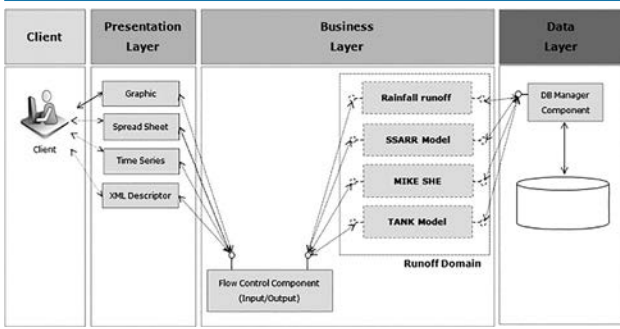 Client
Presentation
Layer
Business
Layer
Data
Layer
Client
Graphic
Spread Sheet
Time Series
XML Descriptor
Flow Control Component
(Input/Output)
Rainfall runoff
SSARR Model
MIKE SHE
TANK Model
Runoff Domain
DB Manager
Component